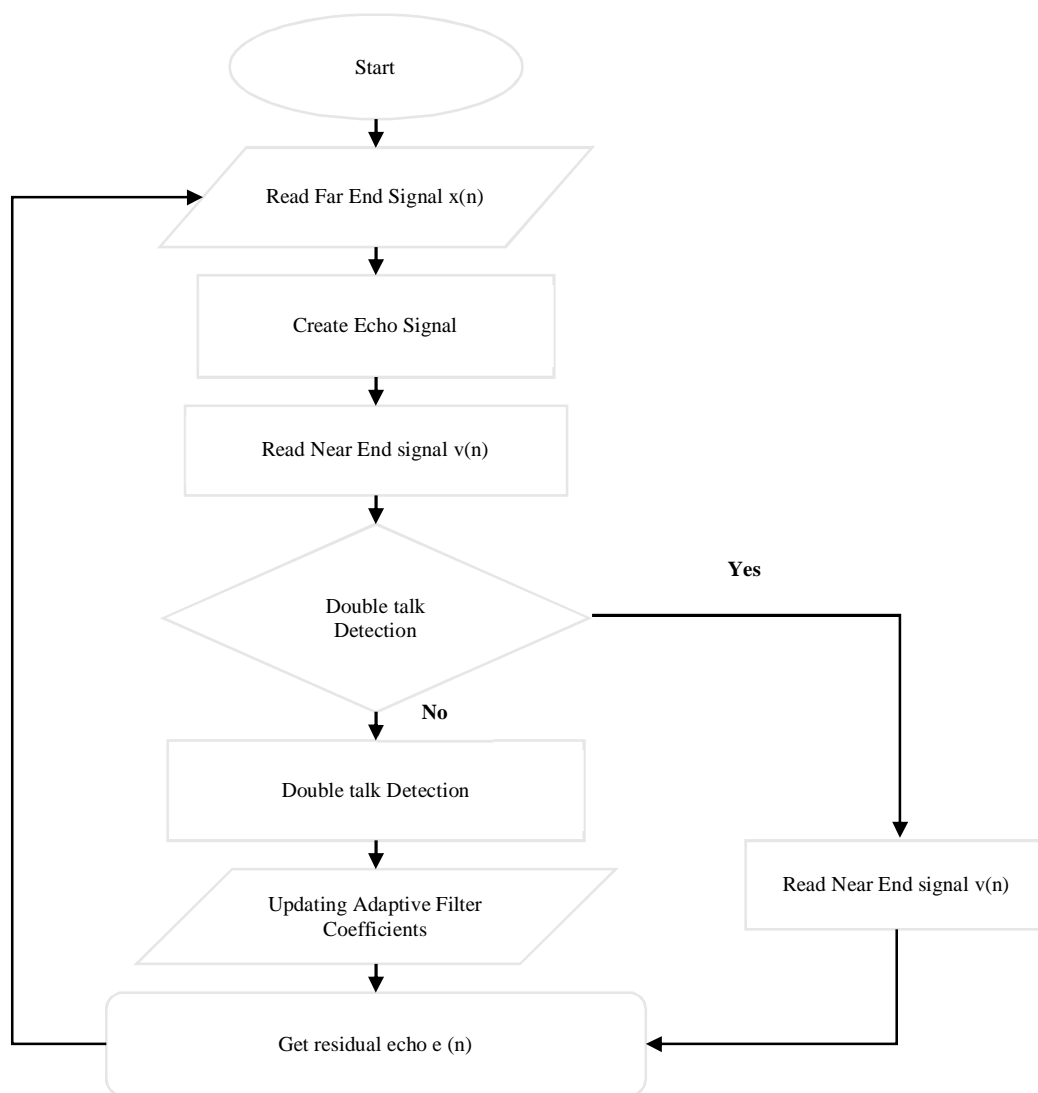 Start
Read Far End Signal x(n)
Create Echo Signal
Read Near End signal v(n)
Yes
Double talk
Detection
No
Double talk Detection
Read Near End signal v(n)
Updating Adaptive Filter
Coefficients
Get residual echo e (n)